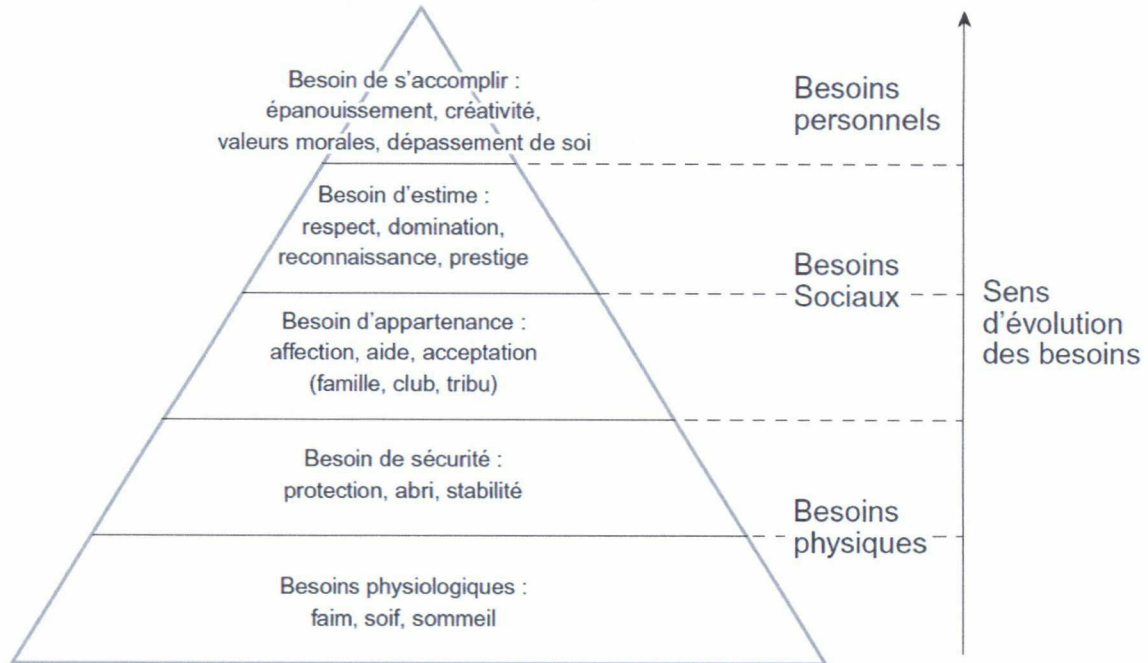 Besoin de s'accomplir :
épanouissement, créativité,
valeurs morales, dépassement de soi
Besoins
personnels
Besoin d'estime :
respect, domination,
reconnaissance, prestige
Besoins
Sociaux
Sens
d'évolution
des besoins
Besoin d'appartenance :
affection, aide, acceptation
(famille, club, tribu)
Besoin de sécurité :
protection, abri, stabilité
Besoins
physiques
Besoins physiologiques :
faim, soif, sommeil